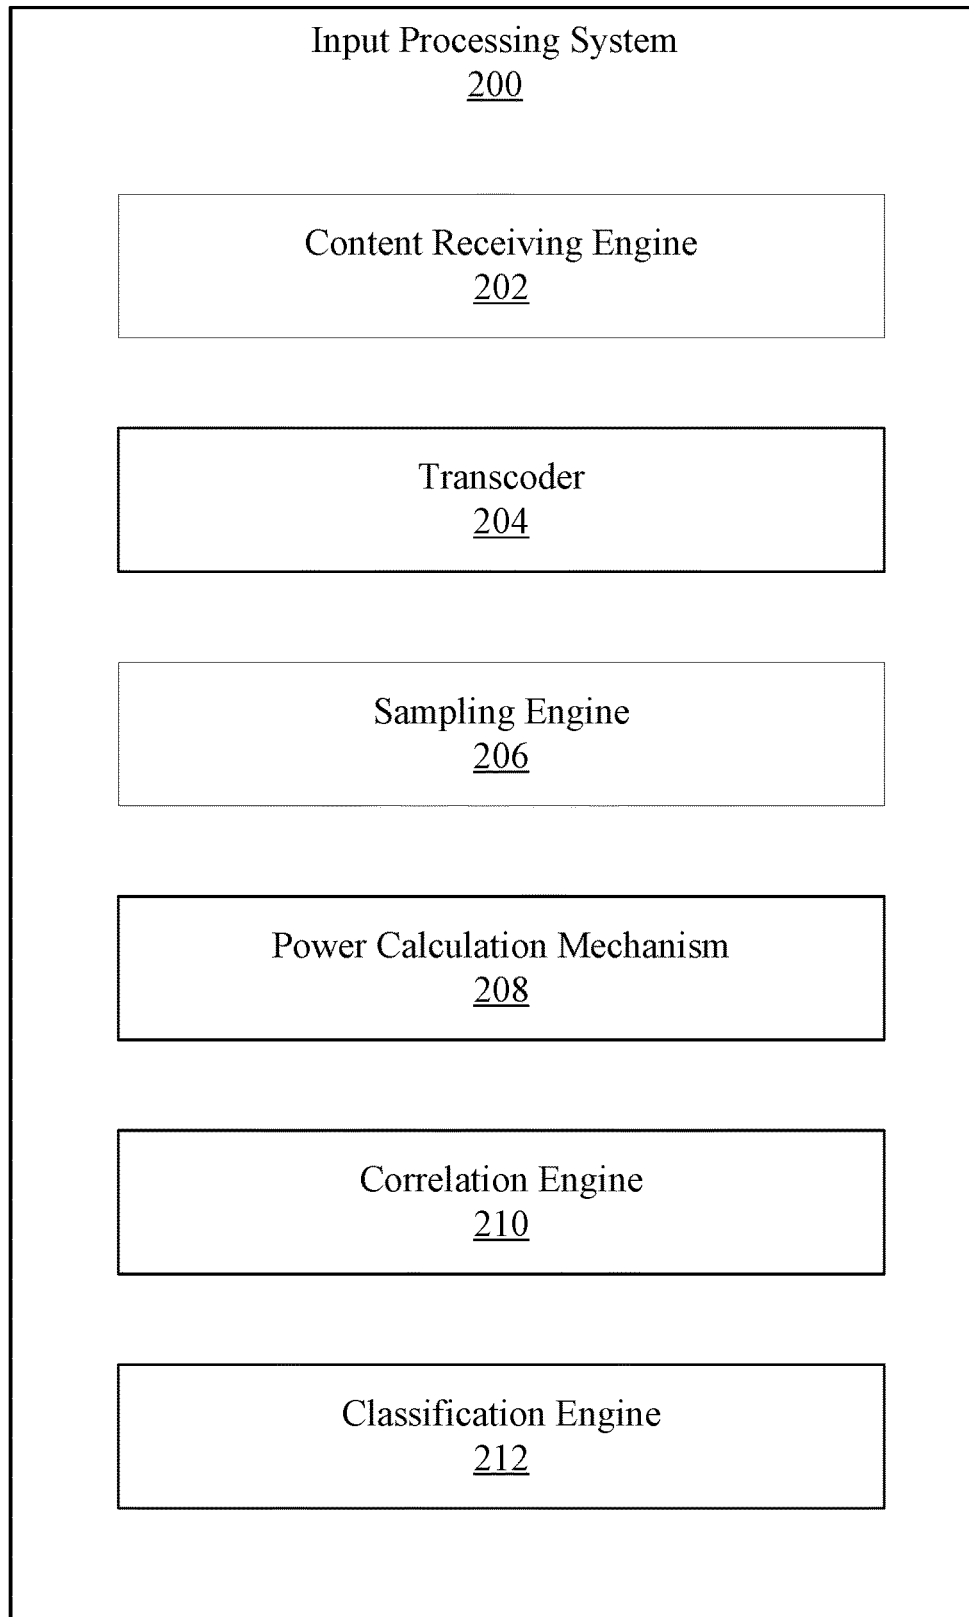 Input Processing System
200
Content Receiving Engine
202
Transcoder
204
Sampling Engine
206
Power Calculation Mechanism
208
Correlation Engine
210
Classification Engine
212